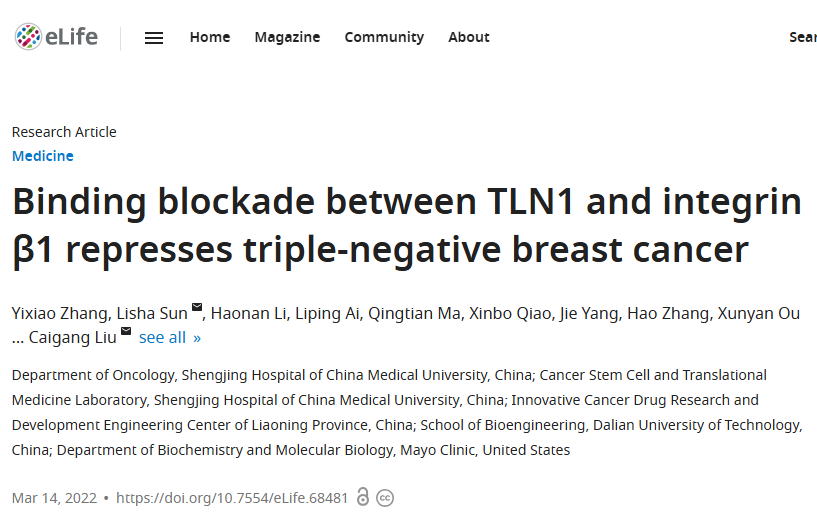 eLife Home Magazine Community About Sear
Research Article
Medicine
Binding blockade between TLN1 and integrin
β1 represses triple-negative breast cancer
Yixiao Zhang, Lisha Sun, Haonan Li, Liping Ai, Qingtian Ma, Xinbo Qiao, Jie Yang, Hao Zhang, Xunyan Ou
... Caigang Liu see all »
Department of Oncology, Shengjing Hospital of China Medical University, China; Cancer Stem Cell and Translational
Medicine Laboratory, Shengjing Hospital of China Medical University, China; Innovative Cancer Drug Research and
Development Engineering Center of Liaoning Province, China; School of Bioengineering, Dalian University of Technology,
China; Department of Biochemistry and Molecular Biology, Mayo Clinic, United States
Mar 14, 2022 • https://doi.org/10.7554/eLife.68481 cc